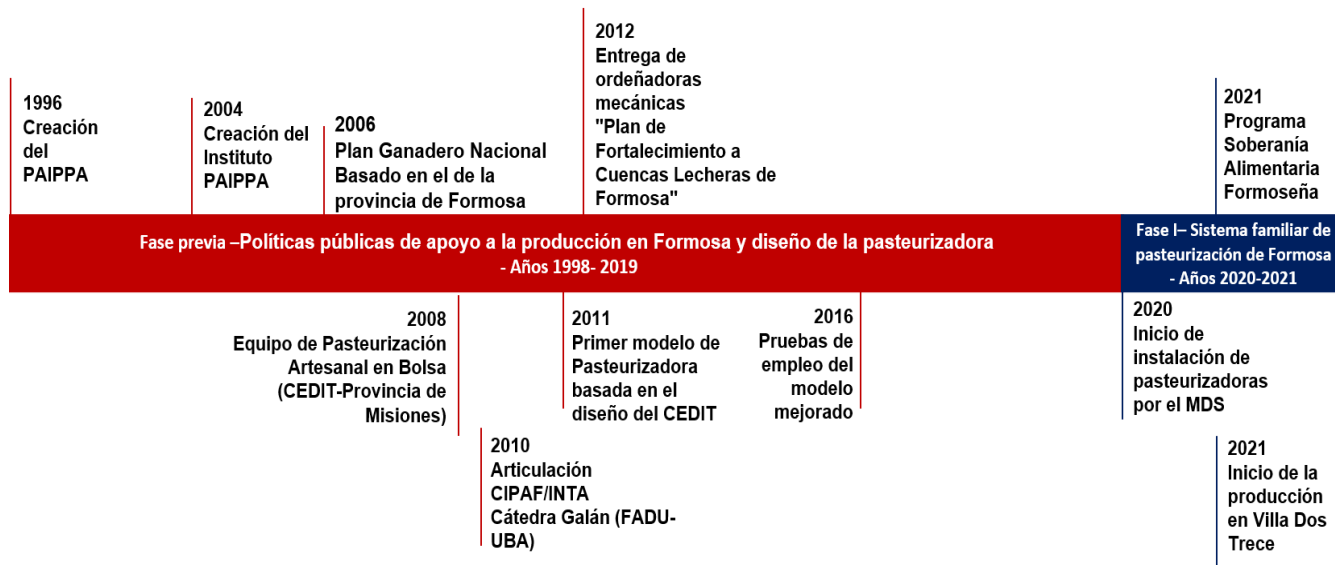 1996
Creación
del
PAIPPA
2004
Creación del
Instituto
PAIPPA
2006
Plan Ganadero Nacional
Basado en el de la
provincia de Formosa
2012
Entrega de
ordeñadoras
mecánicas
"Plan de
Fortalecimiento a
Cuencas Lecheras de
Formosa"
2021
Programa
Soberanía
Alimentaria
Formoseña
Fase previa –Políticas públicas de apoyo a la producción en Formosa y diseño de la pasteurizadora
- Años 1998- 2019
Fase I– Sistema familiar de
pasteurización de Formosa
- Años 2020-2021
2008
Equipo de Pasteurización
Artesanal en Bolsa
(CEDIT-Provincia de
Misiones)
2010
Articulación
CIPAF/INTA
Cátedra Galán (FADU-
UBA)
2011
Primer modelo de
Pasteurizadora
basada en el
diseño del CEDIT
2016
Pruebas de
empleo del
modelo
mejorado
2020
Inicio de
instalación de
pasteurizadoras
por el MDS
2021
Inicio de la
producción
en Villa Dos
Trece